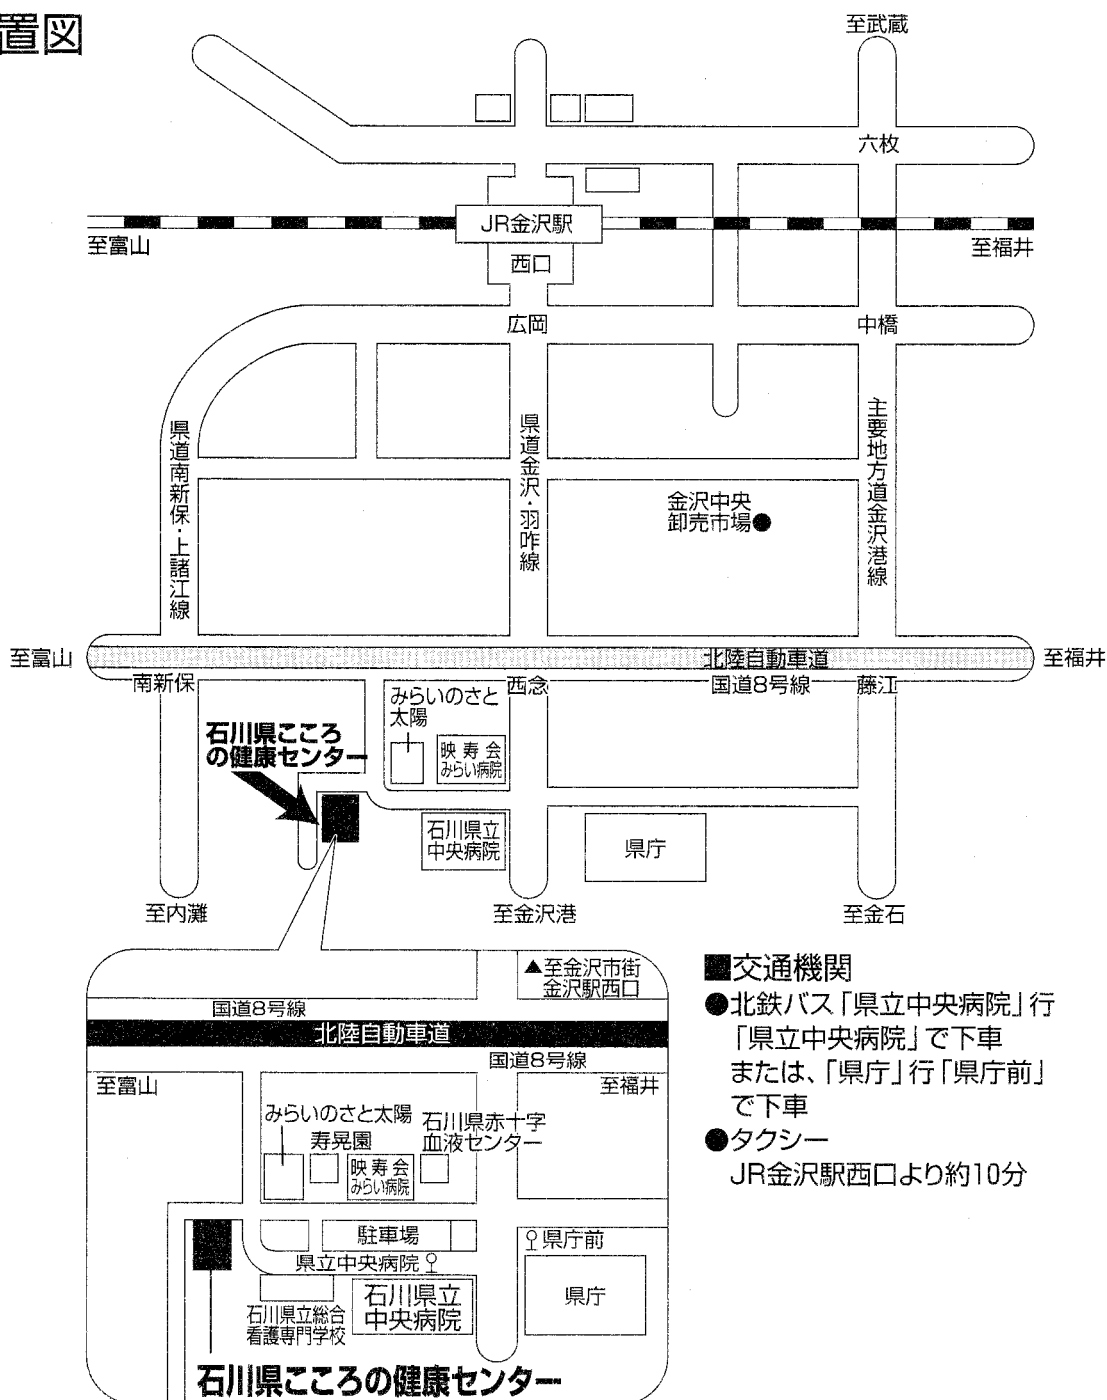 置図
至武蔵
六枚
JR金沢駅
至富山
至福井
西口
広岡
中橋
県道南新保・上諸江線
県道金沢・羽咋線
主要地方道金沢港線
金沢中央
卸売市場●
至富山
北陸自動車道
至福井
南新保
西念
国道8号線
藤江
みらいのさと
太陽
石川県こころ
の健康センター
映寿会
みらい病院
石川県立
中央病院
県庁
至内灘
至金沢港
至金石
▲至金沢市街
金沢駅西口
国道8号線
北陸自動車道
国道8号線
至富山
至福井
みらいのさと太陽
寿晃園
石川県赤十字
血液センター
映寿会
みらい病院
駐車場
県庁前
県立中央病院
石川県立総合
看護専門学校
石川県立
中央病院
県庁
石川県こころの健康センター
■交通機関
●北鉄バス「県立中央病院」行
「県立中央病院」で下車
または、「県庁」行「県庁前」
で下車
●タクシー
JR金沢駅西口より約10分